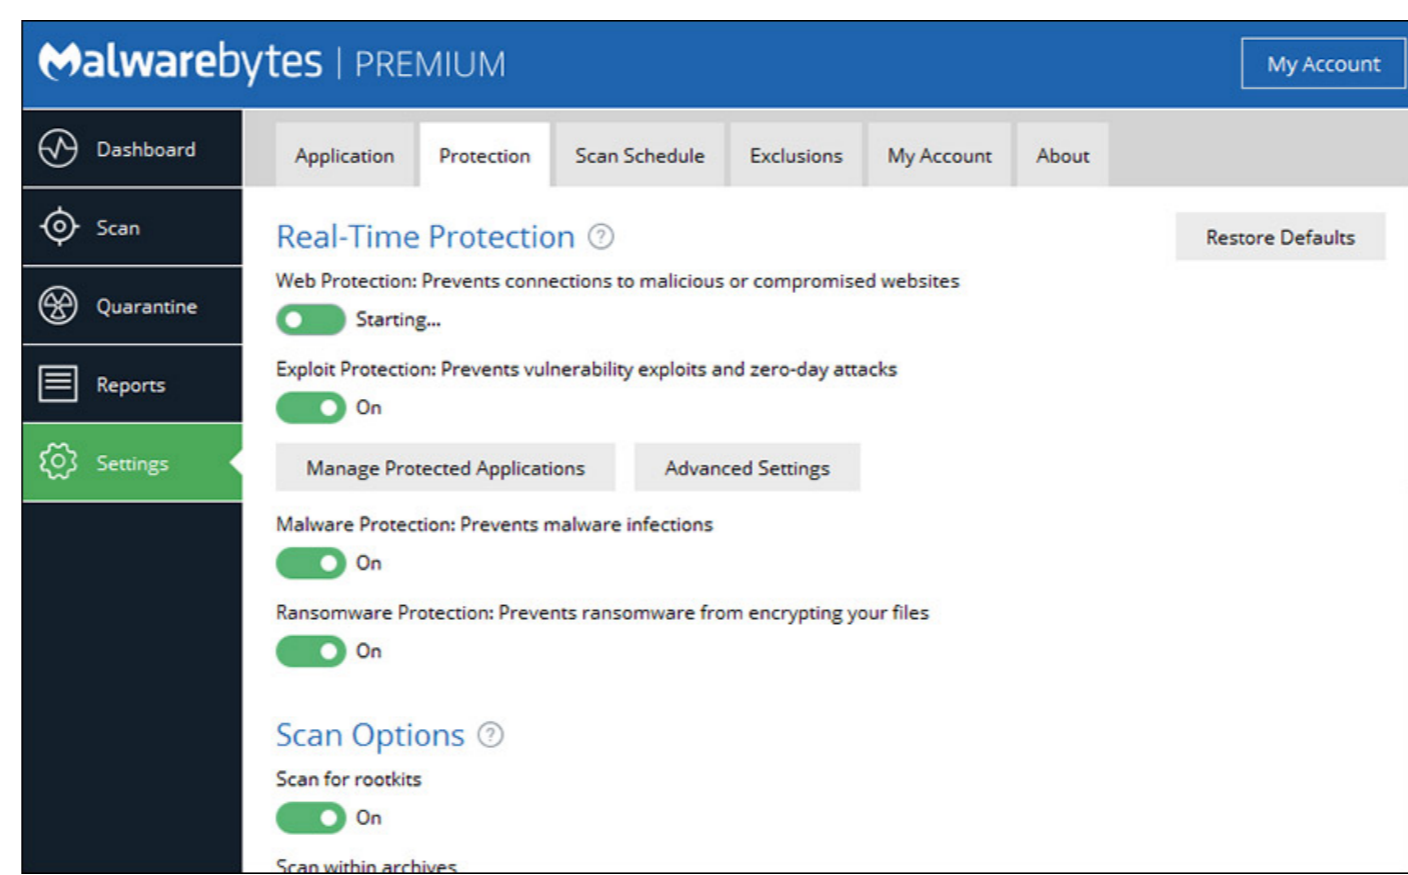 Malwarebytes | PREMIUM
My Account
Dashboard
Scan
Quarantine
Reports
Settings
Application
Protection
Scan Schedule
Exclusions
My Account
About
Real-Time Protection ?
Restore Defaults
Web Protection: Prevents connections to malicious or compromised websites
Starting...
Exploit Protection: Prevents vulnerability exploits and zero-day attacks
On
Manage Protected Applications
Advanced Settings
Malware Protection: Prevents malware infections
On
Ransomware Protection: Prevents ransomware from encrypting your files
On
Scan Options ?
Scan for rootkits
On
Scan within archives